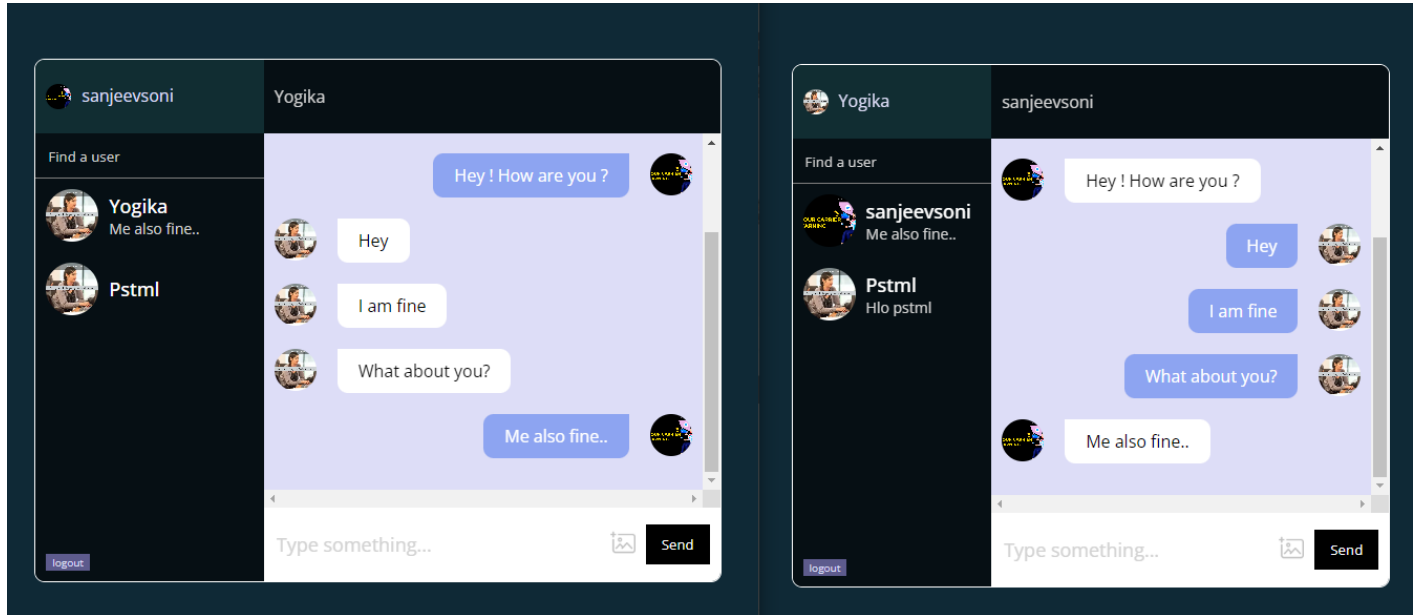 sanjeevsoni
Yogika
Find a user
Yogika
Me also fine..
Pstml
logout
Hey ! How are you ?
Hey
I am fine
What about you?
Me also fine..
Type something...
Send
Yogika
sanjeevsoni
Find a user
sanjeevsoni
Me also fine..
Pstml
Hlo pstml
logout
Hey ! How are you ?
Hey
I am fine
What about you?
Me also fine..
Type something...
Send